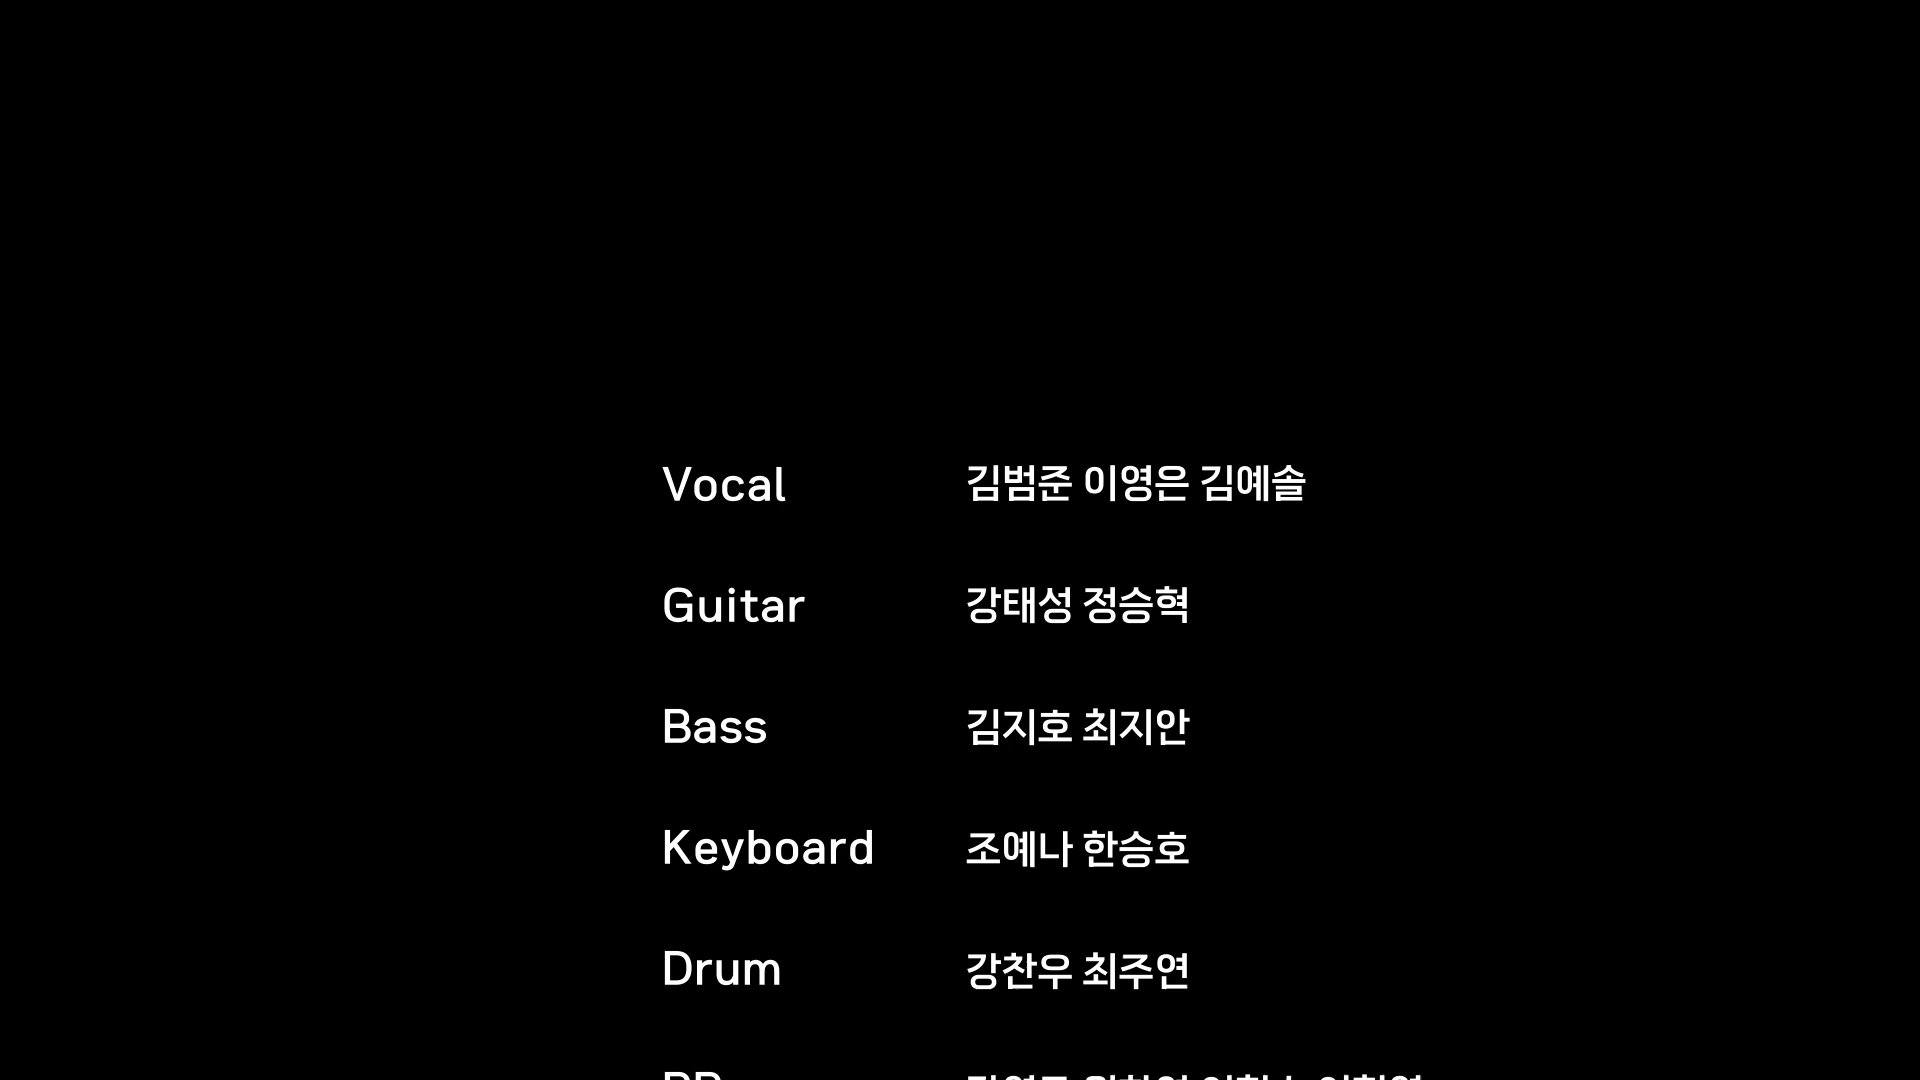 Vocal 김범준 이영은 김예솔
Guitar 강태성 정승혁
Bass 김지호 최지안
Keyboard 조예나 한승호
Drum 강찬우 최주연